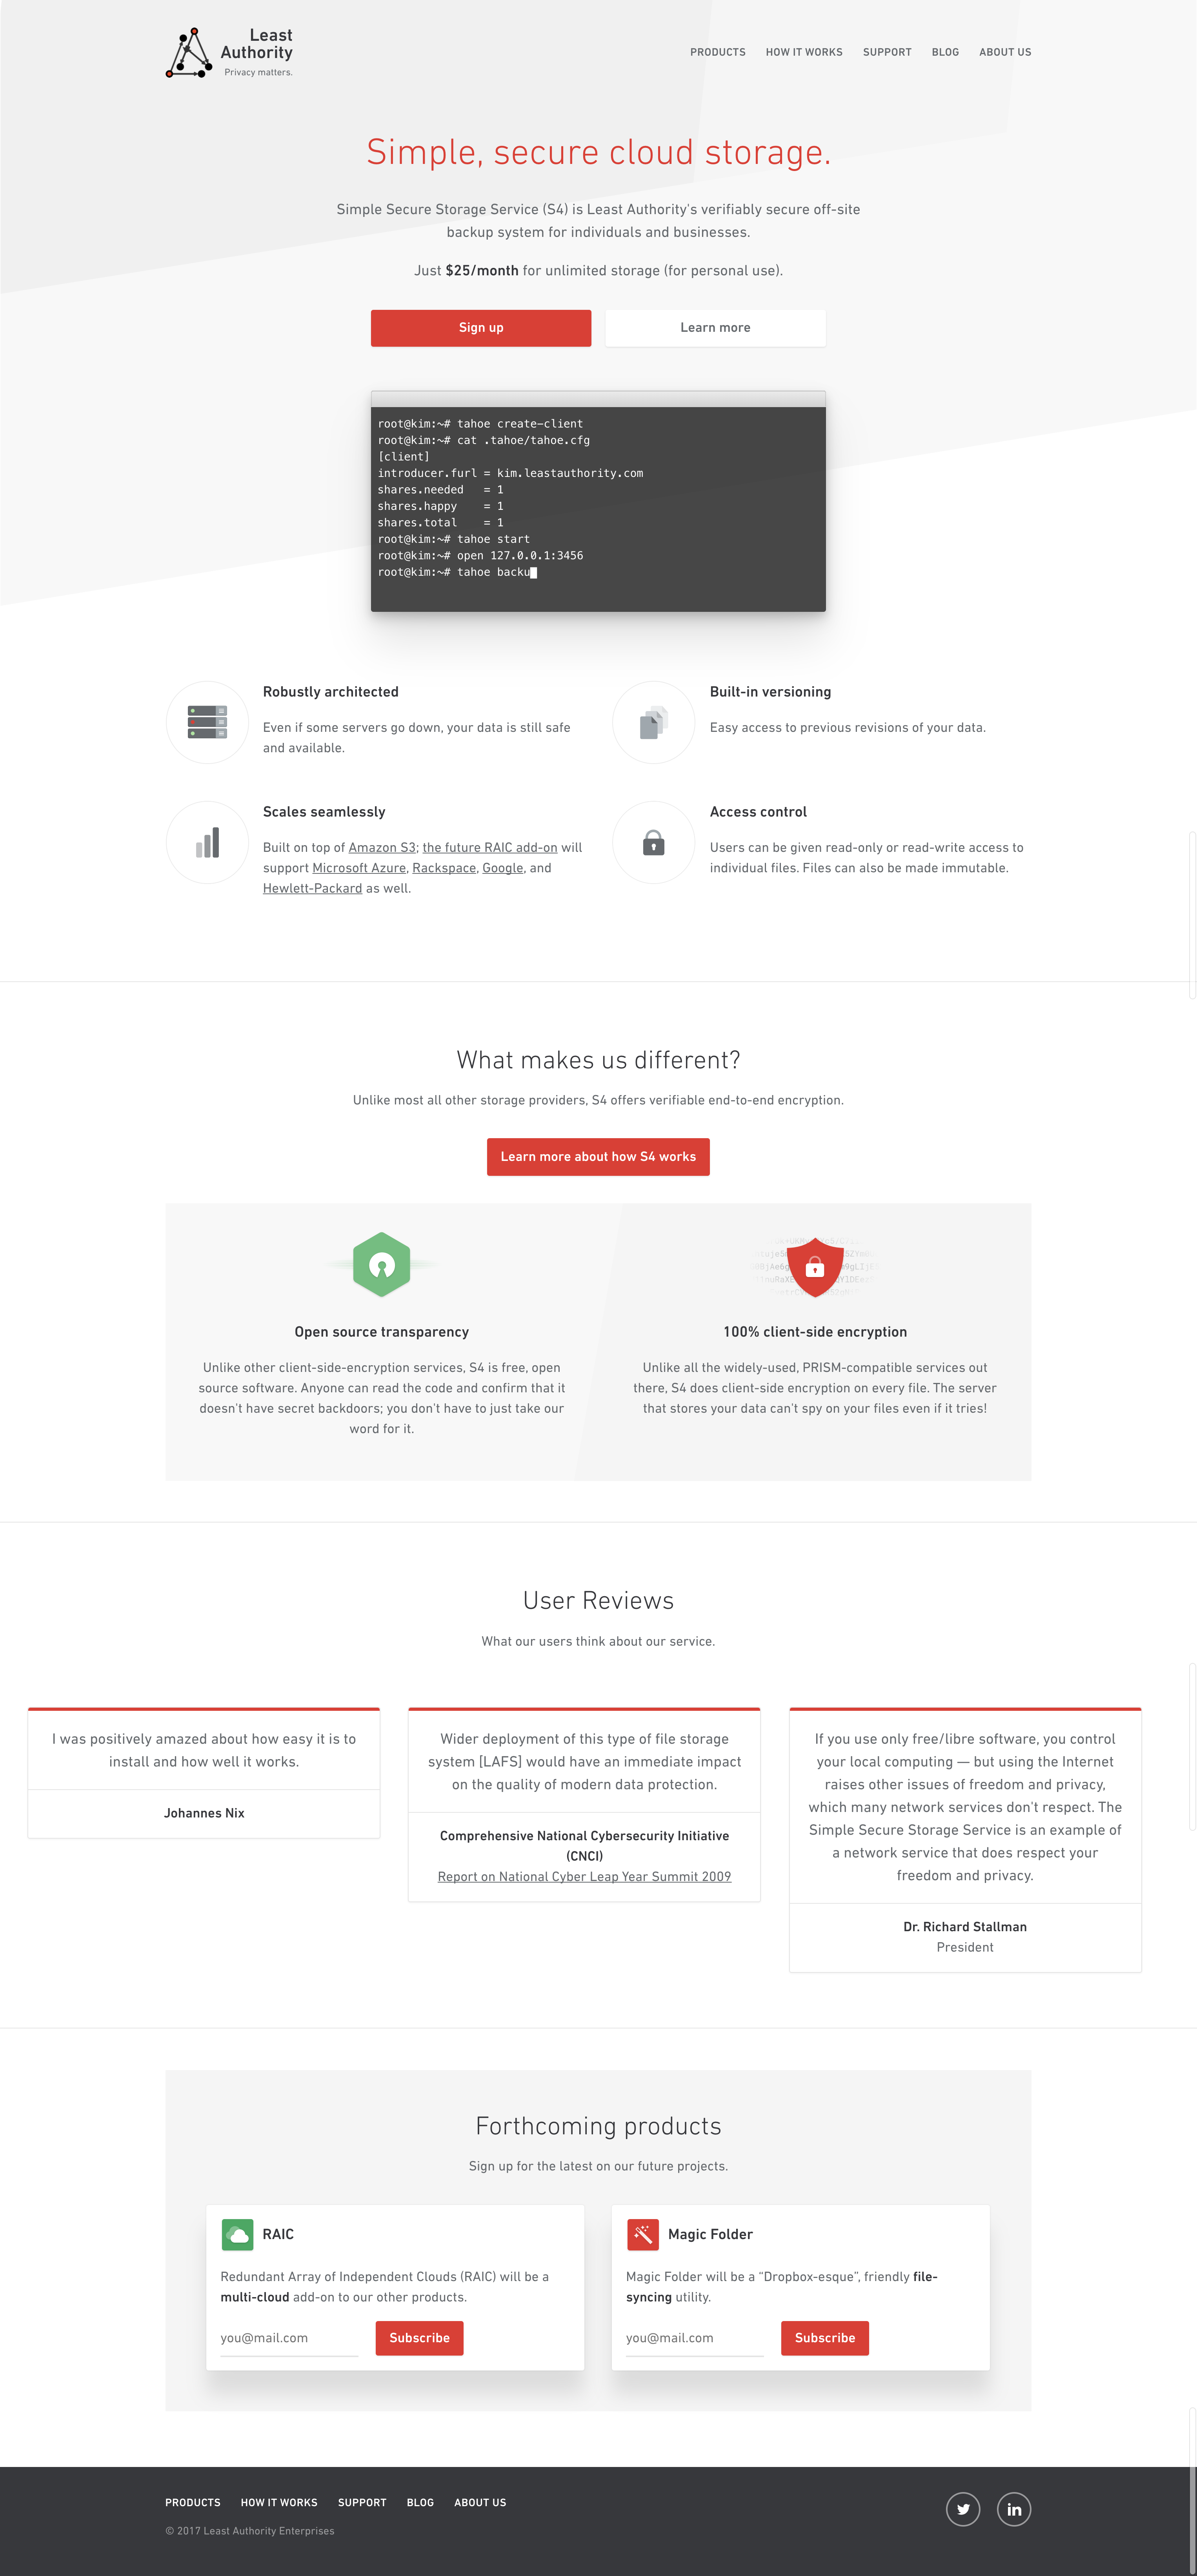 Least
Authority
Privacy matters.
PRODUCTS HOW IT WORKS SUPPORT BLOG ABOUT US
Simple, secure cloud storage.
Simple Secure Storage Service (S4) is Least Authority's verifiably secure off-site
backup system for individuals and businesses.
Just $25/month for unlimited storage (for personal use).
Sign up
Learn more
root@kim:~# tahoe create-client
root@kim:~# cat .tahoe/tahoe.cfg
[client]
introducer.furl = kim.leastauthority.com
shares.needed = 1
shares.happy = 1
shares.total = 1
root@kim:~# tahoe start
root@kim:~# open 127.0.0.1:3456
root@kim:~# tahoe backu
Robustly architected
Even if some servers go down, your data is still safe
and available.
Built-in versioning
Easy access to previous revisions of your data.
Scales seamlessly
Built on top of Amazon S3; the future RAIC add-on will
support Microsoft Azure, Rackspace, Google, and
Hewlett-Packard as well.
Access control
Users can be given read-only or read-write access to
individual files. Files can also be made immutable.
What makes us different?
Unlike most all other storage providers, S4 offers verifiable end-to-end encryption.
Learn more about how S4 works
Open source transparency
Unlike other client-side-encryption services, S4 is free, open
source software. Anyone can read the code and confirm that it
doesn't have secret backdoors; you don't have to just take our
word for it.
100% client-side encryption
Unlike all the widely-used, PRISM-compatible services out
there, S4 does client-side encryption on every file. The server
that stores your data can't spy on your files even if it tries!
User Reviews
What our users think about our service.
I was positively amazed about how easy it is to
install and how well it works.
Johannes Nix
Wider deployment of this type of file storage
system [LAFS] would have an immediate impact
on the quality of modern data protection.
Comprehensive National Cybersecurity Initiative
(CNCI)
Report on National Cyber Leap Year Summit 2009
If you use only free/libre software, you control
your local computing — but using the Internet
raises other issues of freedom and privacy,
which many network services don't respect. The
Simple Secure Storage Service is an example of
a network service that does respect your
freedom and privacy.
Dr. Richard Stallman
President
Forthcoming products
Sign up for the latest on our future projects.
RAIC
Redundant Array of Independent Clouds (RAIC) will be a
multi-cloud add-on to our other products.
you@mail.com
Subscribe
Magic Folder
Magic Folder will be a “Dropbox-esque”, friendly file-
syncing utility.
you@mail.com
Subscribe
PRODUCTS HOW IT WORKS SUPPORT BLOG ABOUT US
© 2017 Least Authority Enterprises
in